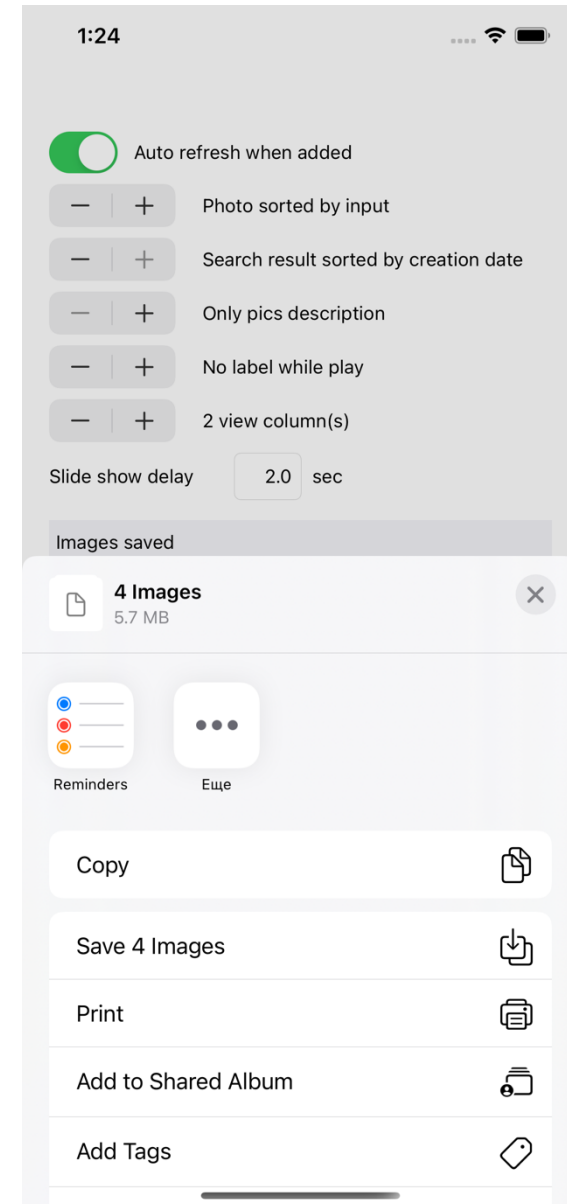 1:24
Auto refresh when added
Photo sorted by input
Search result sorted by creation date
Only pics description
No label while play
2 view column(s)
Slide show delay 2.0 sec
Images saved
4 Images
5.7 MB
Reminders Еще
Copy
Save 4 Images
Print
Add to Shared Album
Add Tags